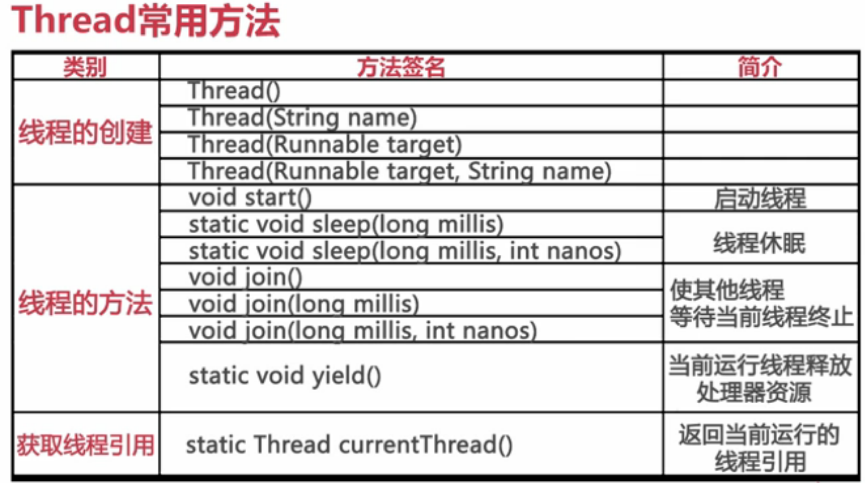 Thread常用方法
类别 方法签名 简介
线程的创建
Thread()
Thread(String name)
Thread(Runnable target)
Thread(Runnable target, String name)
线程的方法
void start() 启动线程
static void sleep(long millis)
static void sleep(long millis, int nanos)
线程休眠
void join()
void join(long millis)
void join(long millis, int nanos)
使其他线程
等待当前线程终止
static void yield()
当前运行线程释放
处理器资源
获取线程引用 static Thread currentThread()
返回当前运行的
线程引用